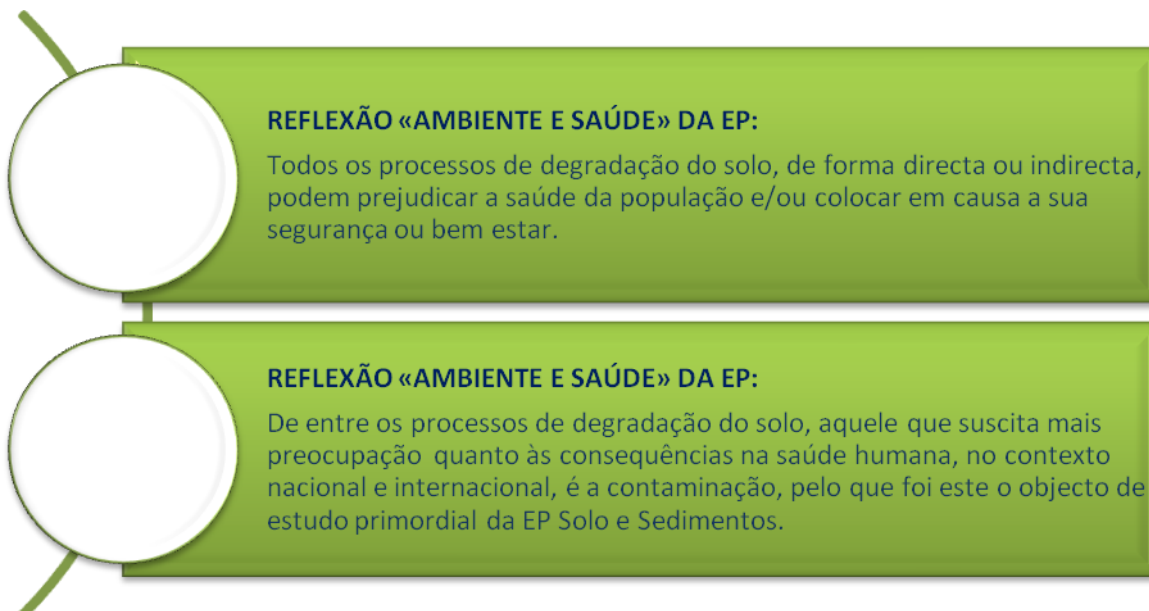 REFLEXÃO «AMBIENTE E SAÚDE» DA EP:
Todos os processos de degradação do solo, de forma directa ou indirecta,
podem prejudicar a saúde da população e/ou colocar em causa a sua
segurança ou bem estar.
REFLEXÃO «AMBIENTE E SAÚDE» DA EP:
De entre os processos de degradação do solo, aquele que suscita mais
preocupação quanto às consequências na saúde humana, no contexto
nacional e internacional, é a contaminação, pelo que foi este o objecto de
estudo primordial da EP Solo e Sedimentos.